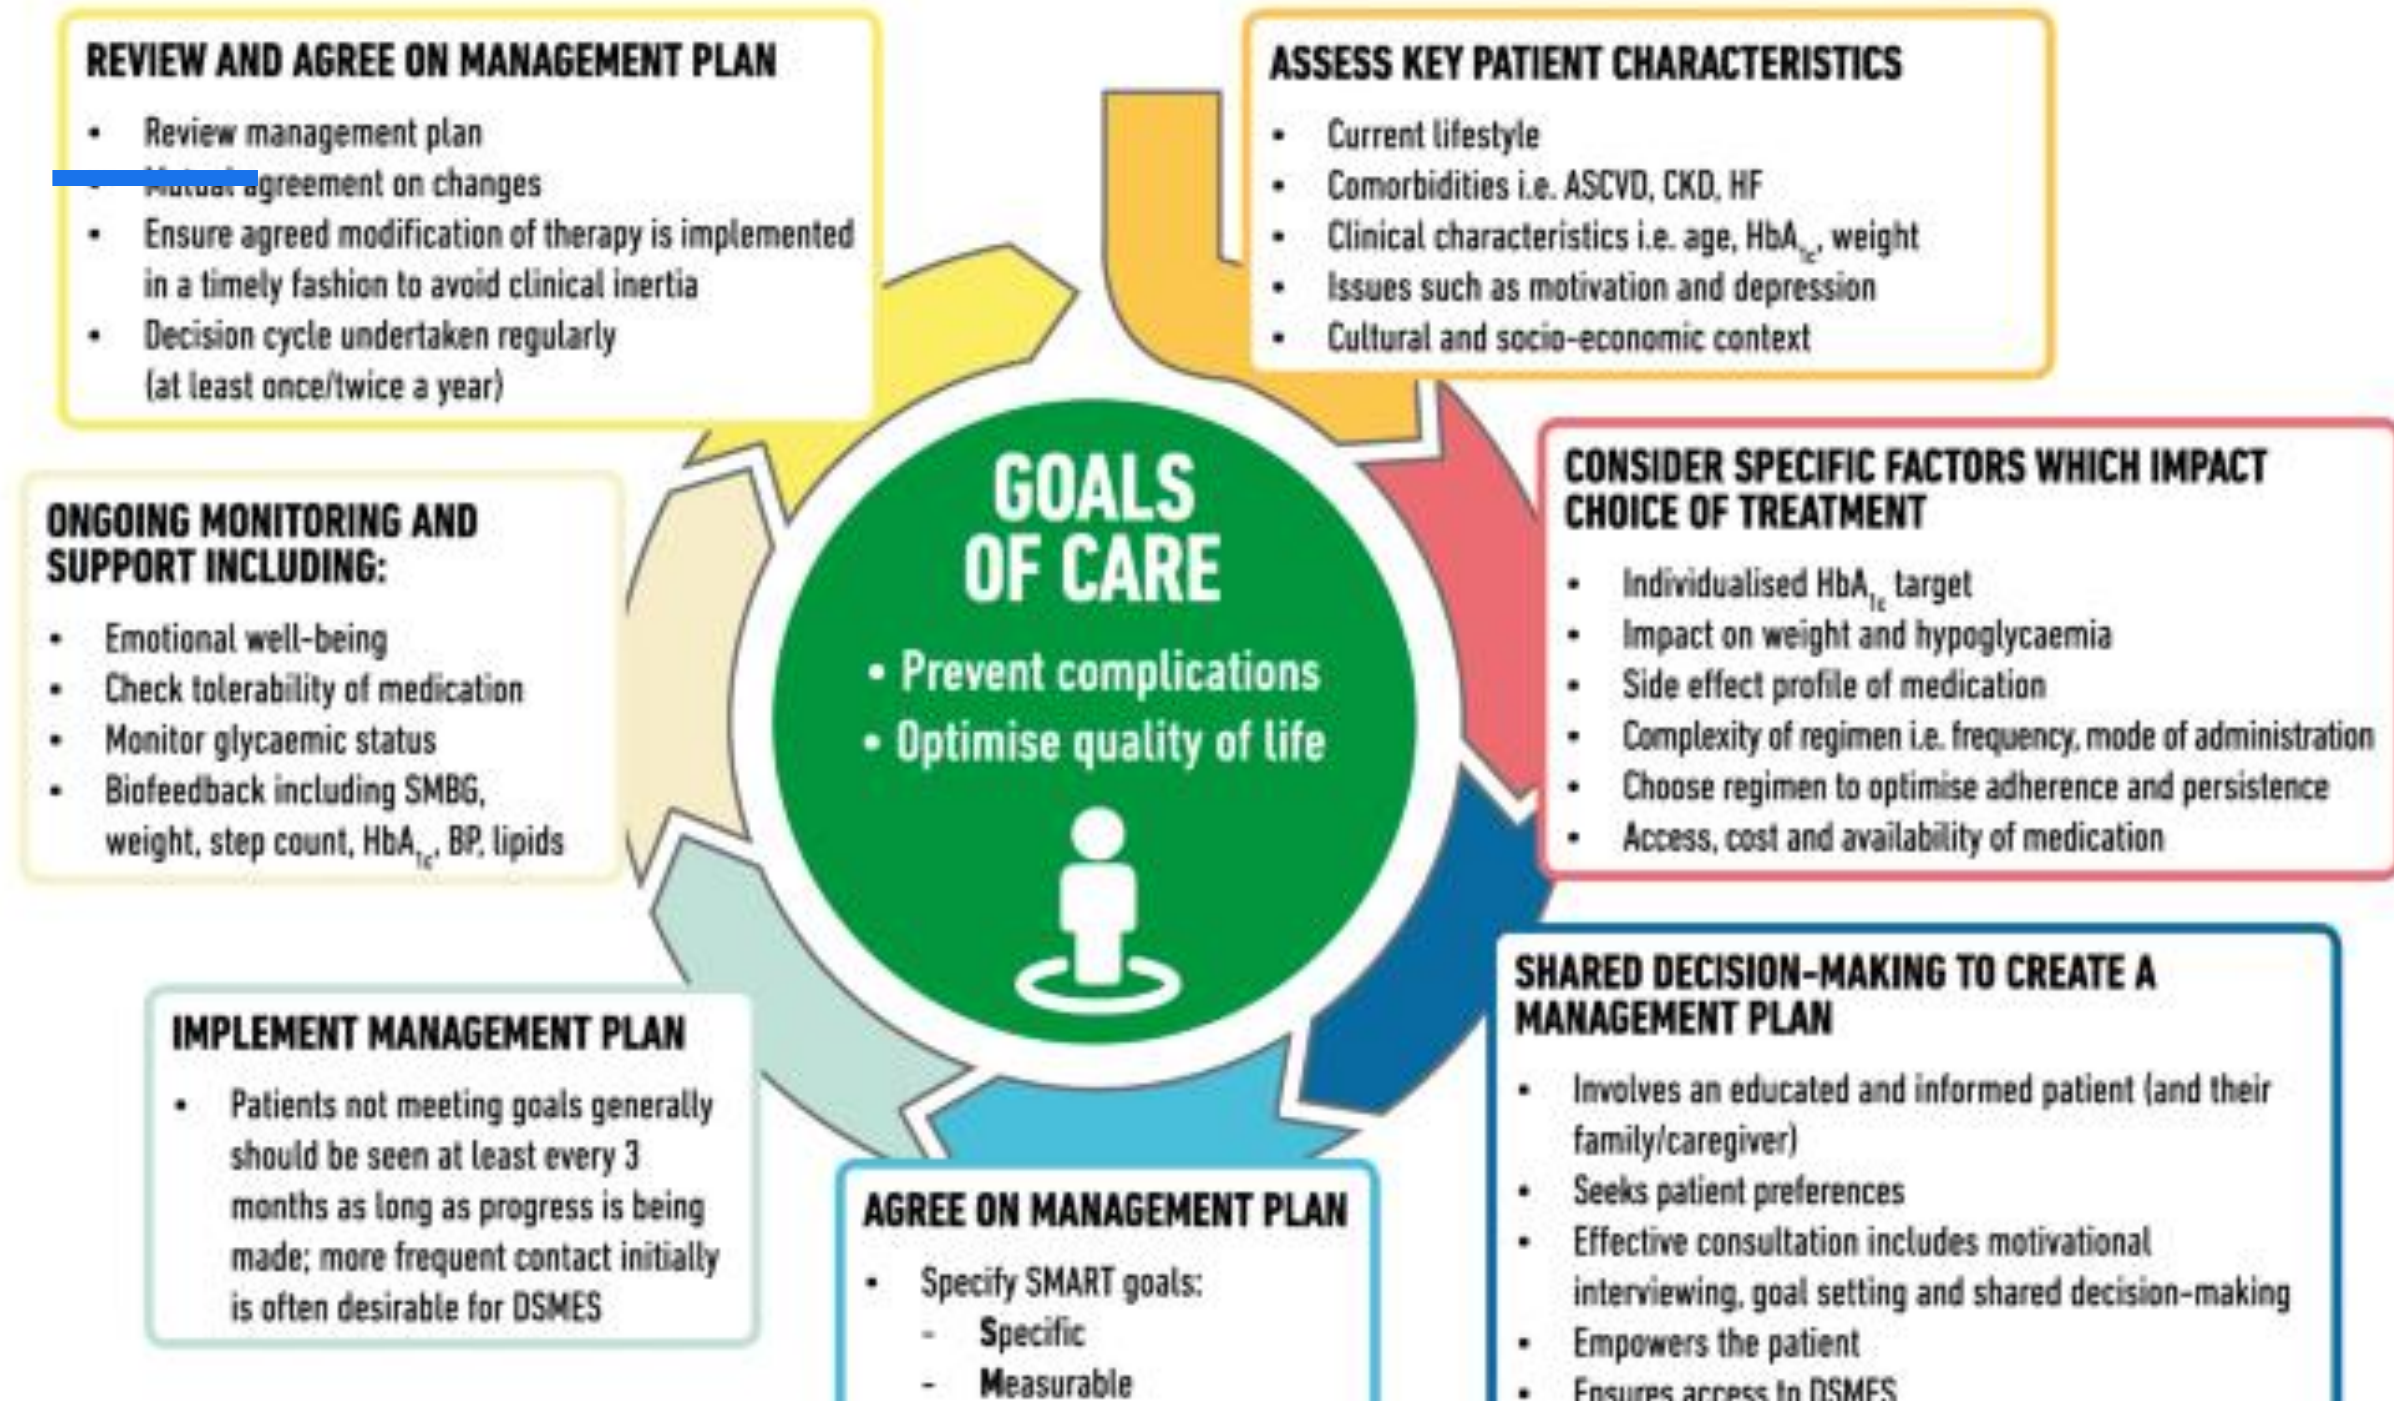 REVIEW AND AGREE ON MANAGEMENT PLAN
• Review management plan
• Mutual agreement on changes
• Ensure agreed modification of therapy is implemented
in a timely fashion to avoid clinical inertia
• Decision cycle undertaken regularly
(at least once/twice a year)
ASSESS KEY PATIENT CHARACTERISTICS
• Current lifestyle
• Comorbidities i.e. ASCVD, CKD, HF
• Clinical characteristics i.e. age, HbA1c, weight
• Issues such as motivation and depression
• Cultural and socio-economic context
CONSIDER SPECIFIC FACTORS WHICH IMPACT
CHOICE OF TREATMENT
• Individualised HbA1c target
• Impact on weight and hypoglycaemia
• Side effect profile of medication
• Complexity of regimen i.e. frequency, mode of administration
• Choose regimen to optimise adherence and persistence
• Access, cost and availability of medication
SHARED DECISION-MAKING TO CREATE A
MANAGEMENT PLAN
• Involves an educated and informed patient (and their
family/caregiver)
• Seeks patient preferences
• Effective consultation includes motivational
interviewing, goal setting and shared decision-making
• Empowers the patient
• Ensures access to DSMES
AGREE ON MANAGEMENT PLAN
• Specify SMART goals:
- Specific
- Measurable
IMPLEMENT MANAGEMENT PLAN
• Patients not meeting goals generally
should be seen at least every 3
months as long as progress is being
made; more frequent contact initially
is often desirable for DSMES
ONGOING MONITORING AND
SUPPORT INCLUDING:
• Emotional well-being
• Check tolerability of medication
• Monitor glycaemic status
• Biofeedback including SMBG,
weight, step count, HbA1c, BP, lipids
GOALS
OF CARE
• Prevent complications
• Optimise quality of life